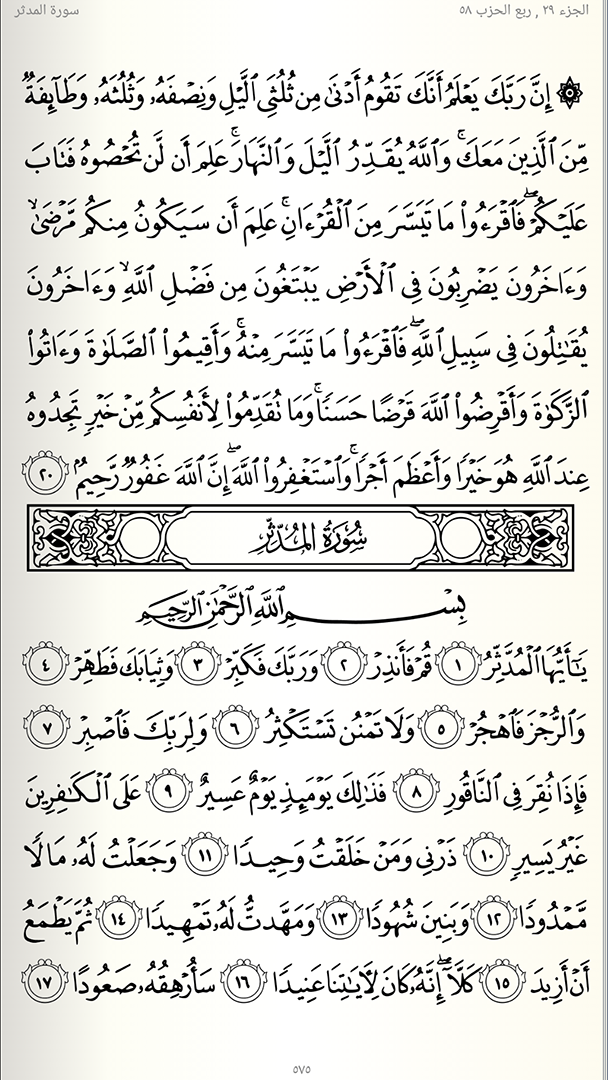 الجزء ٢٩ , ربع الحزب ٥٨
سورة المدثر
۞ إِنَّ رَبَّكَ يَعْلَمُ أَنَّكَ تَقُومُ أَدْنَىٰ مِن ثُلُثَيِ ٱلَّيْلِ وَنِصْفَهُۥ وَثُلُثَهُۥ وَطَآئِفَةٌ
مِّنَ ٱلَّذِينَ مَعَكَ ۚ وَٱللَّهُ يُقَدِّرُ ٱلَّيْلَ وَٱلنَّهَارَ ۚ عَلِمَ أَن لَّن تُحْصُوهُ فَتَابَ
عَلَيْكُمْ ۖ فَٱقْرَءُوا۟ مَا تَيَسَّرَ مِنَ ٱلْقُرْءَانِ ۚ عَلِمَ أَن سَيَكُونُ مِنكُم مَّرْضَىٰ ۙ
وَءَاخَرُونَ يَضْرِبُونَ فِى ٱلْأَرْضِ يَبْتَغُونَ مِن فَضْلِ ٱللَّهِ ۙ وَءَاخَرُونَ
يُقَـٰتِلُونَ فِى سَبِيلِ ٱللَّهِ ۖ فَٱقْرَءُوا۟ مَا تَيَسَّرَ مِنْهُ ۚ وَأَقِيمُوا۟ ٱلصَّلَوٰةَ وَءَاتُوا۟
ٱلزَّكَوٰةَ وَأَقْرِضُوا۟ ٱللَّهَ قَرْضًا حَسَنًا ۚ وَمَا تُقَدِّمُوا۟ لِأَنفُسِكُم مِّنْ خَيْرٍ تَجِدُوهُ
عِندَ ٱللَّهِ هُوَ خَيْرًا وَأَعْظَمَ أَجْرًا ۚ وَٱسْتَغْفِرُوا۟ ٱللَّهَ ۖ إِنَّ ٱللَّهَ غَفُورٌ رَّحِيمٌۢ ٢٠
سُورَةُ المُدَّثِّر
بِسْمِ ٱللَّهِ ٱلرَّحْمَـٰنِ ٱلرَّحِيمِ
يَـٰٓأَيُّهَا ٱلْمُدَّثِّرُ ١ قُمْ فَأَنذِرْ ٢ وَرَبَّكَ فَكَبِّرْ ٣ وَثِيَابَكَ فَطَهِّرْ ٤
وَٱلرُّجْزَ فَٱهْجُرْ ٥ وَلَا تَمْنُن تَسْتَكْثِرُ ٦ وَلِرَبِّكَ فَٱصْبِرْ ٧
فَإِذَا نُقِرَ فِى ٱلنَّاقُورِ ٨ فَذَٰلِكَ يَوْمَئِذٍ يَوْمٌ عَسِيرٌ ٩ عَلَى ٱلْكَـٰفِرِينَ
غَيْرُ يَسِيرٍ ١٠ ذَرْنِى وَمَنْ خَلَقْتُ وَحِيدًا ١١ وَجَعَلْتُ لَهُۥ مَالًا
مَّمْدُودًا ١٢ وَبَنِينَ شُهُودًا ١٣ وَمَهَّدتُّ لَهُۥ تَمْهِيدًا ١٤ ثُمَّ يَطْمَعُ
أَنْ أَزِيدَ ١٥ كَلَّآ ۖ إِنَّهُۥ كَانَ لِـَٔايَـٰتِنَا عَنِيدًا ١٦ سَأُرْهِقُهُۥ صَعُودًا ١٧
٥٧٥